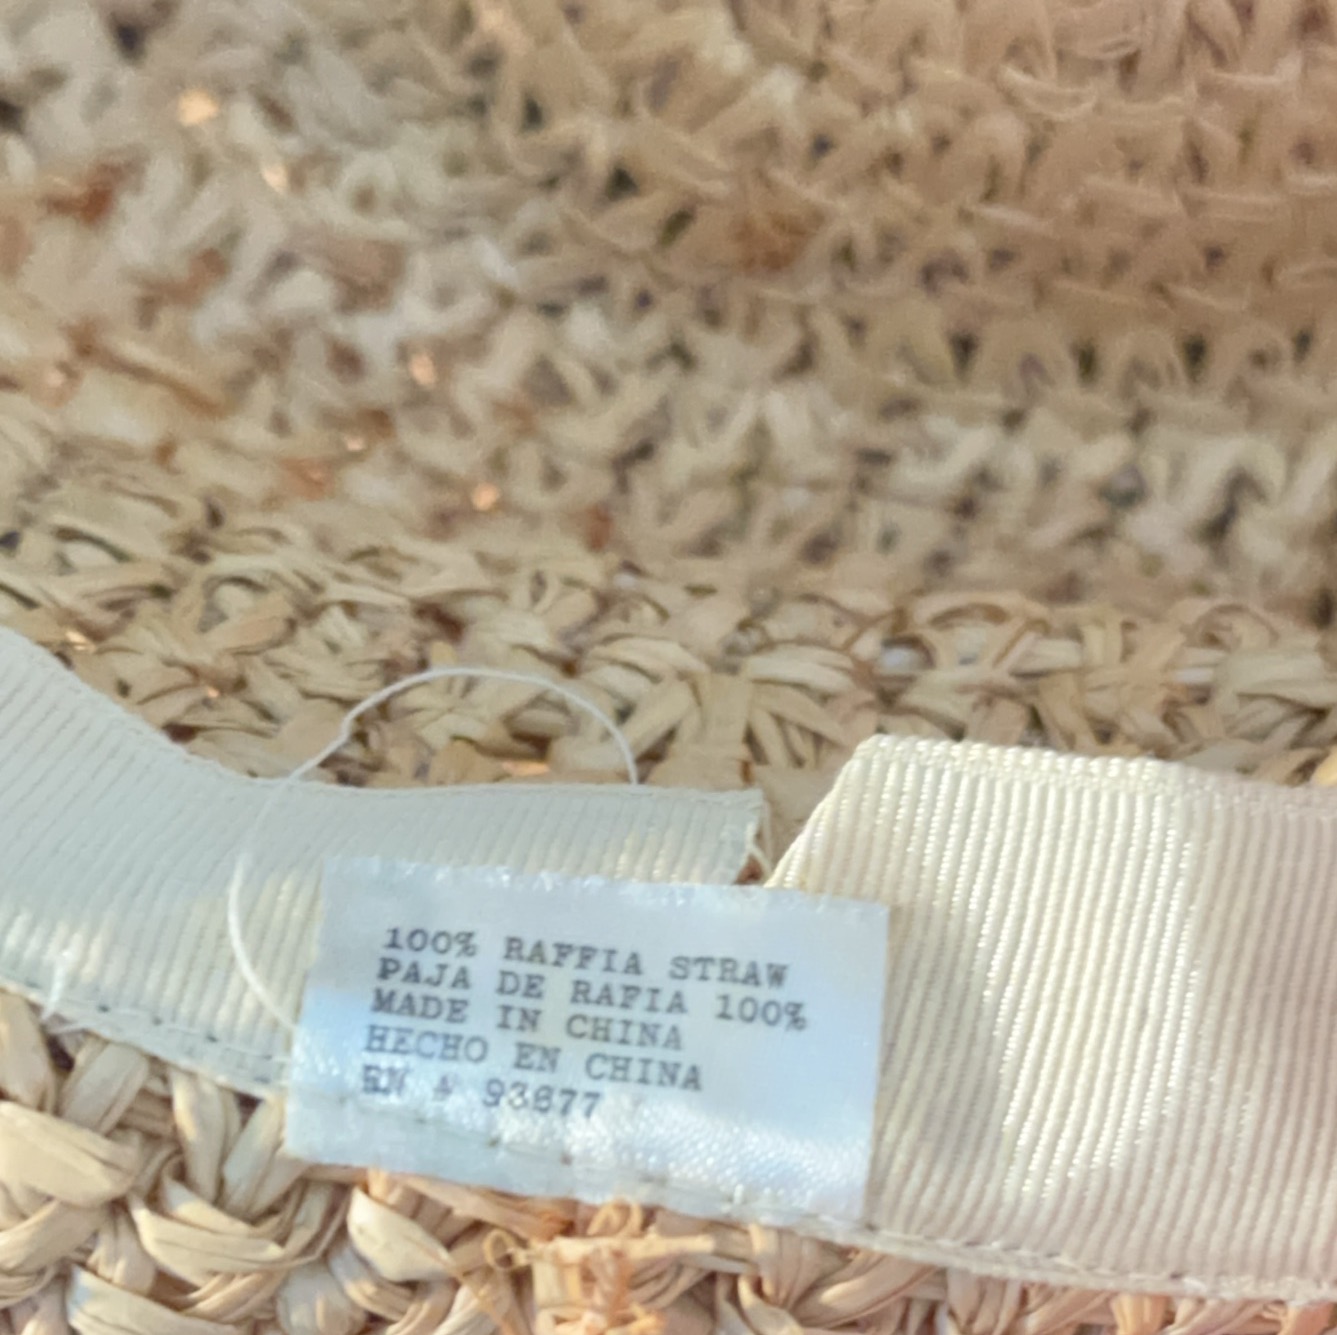 100% RAFFIA STRAW
PAJA DE RAFIA 100%
MADE IN CHINA
HECHO EN CHINA
RN # 93677